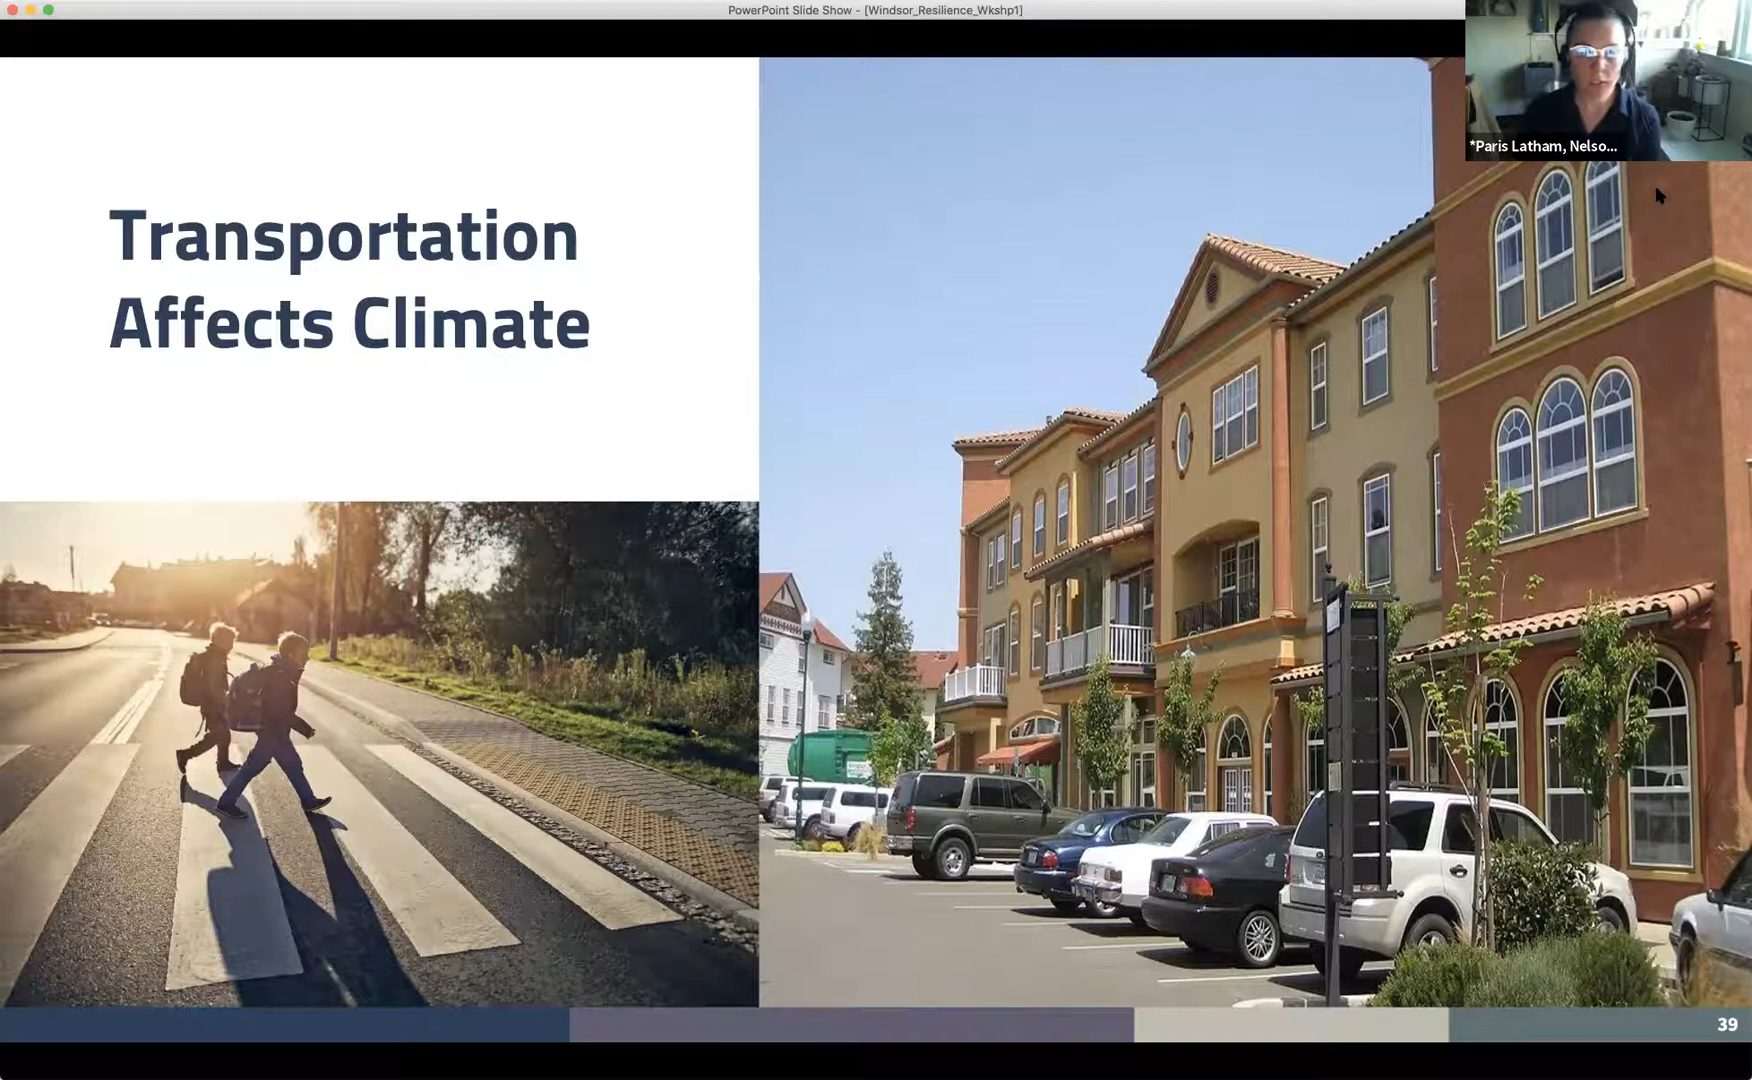 PowerPoint Slide Show - [Windsor_Resilience_Wkshp1]
*Paris Latham, Nelso...
Transportation
Affects Climate
39